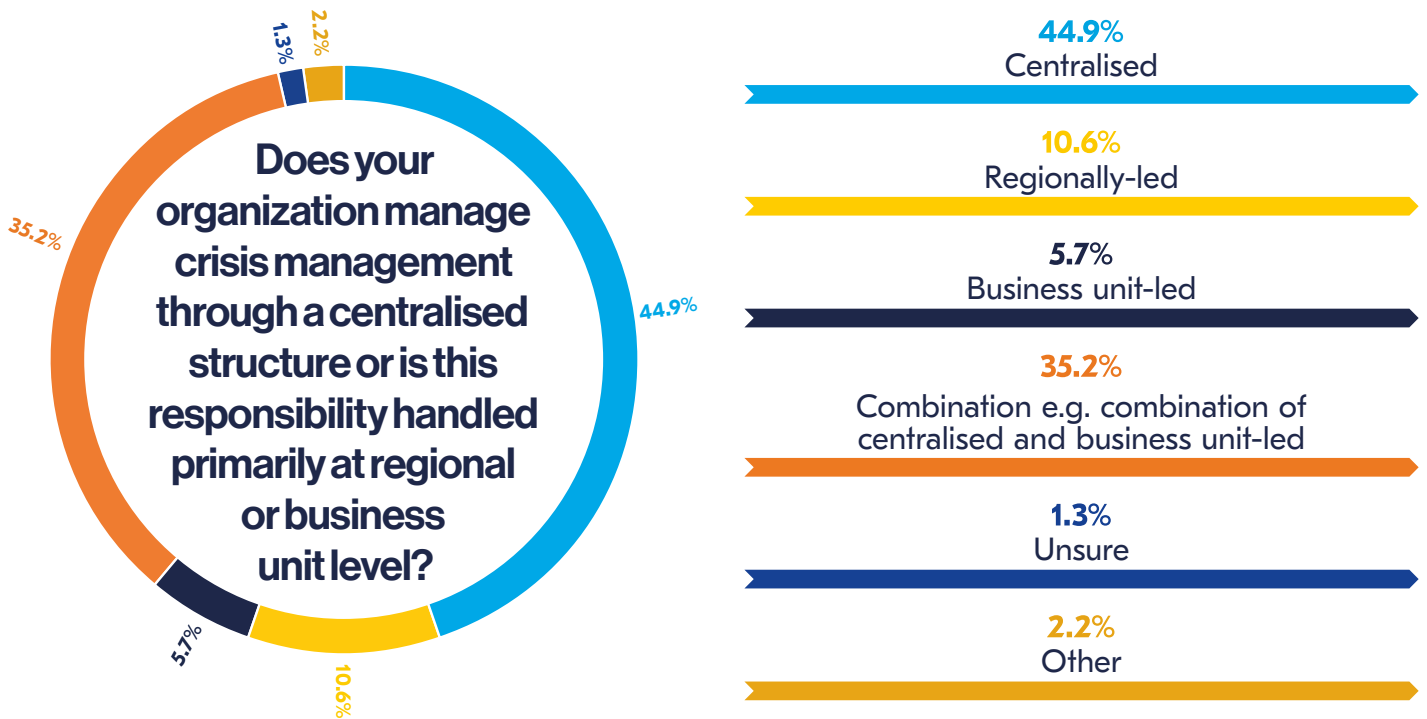 1.3%
2.2%
35.2%
44.9%
5.7%
10.6%
Does your
organization manage
crisis management
through a centralised
structure or is this
responsibility handled
primarily at regional
or business
unit level?
44.9%
Centralised
10.6%
Regionally-led
5.7%
Business unit-led
35.2%
Combination e.g. combination of
centralised and business unit-led
1.3%
Unsure
2.2%
Other